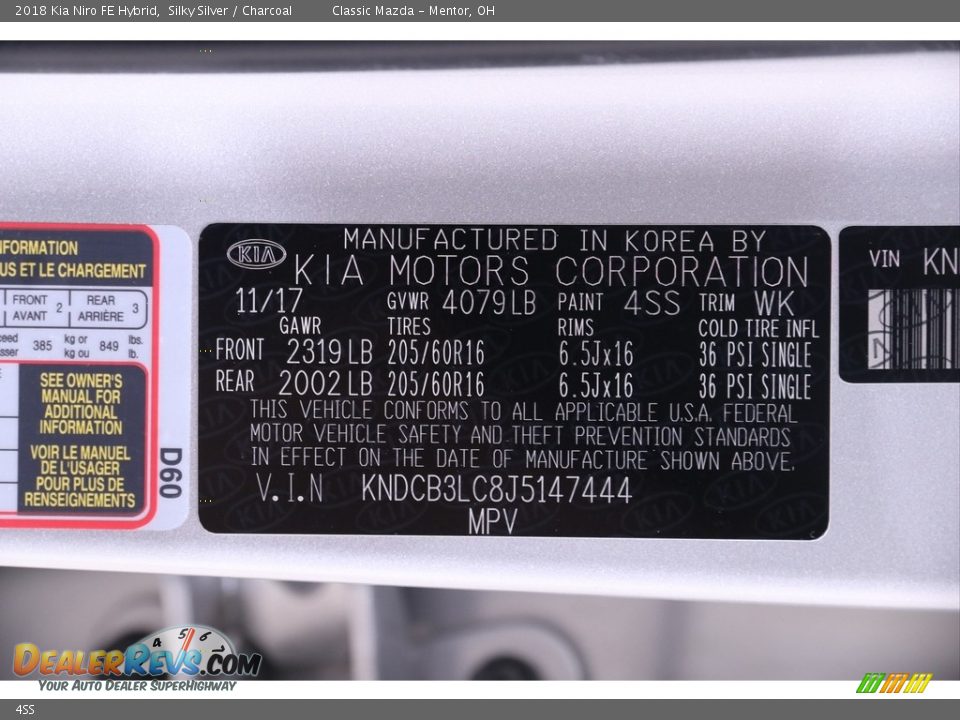 2018 Kia Niro FE Hybrid, Silky Silver / Charcoal Classic Mazda - Mentor, OH
NFORMATION
US ET LE CHARGEMENT
FRONT AVANT 2 REAR ARRIÈRE 3
385 kg or kg ou 849 lbs. lb.
SEE OWNER'S
MANUAL FOR
ADDITIONAL
INFORMATION
VOIR LE MANUEL
DE L'USAGER
POUR PLUS DE
RENSEIGNEMENTS
D60
KIA
MANUFACTURED IN KOREA BY
KIA MOTORS CORPORATION
11/17 GVWR 4079LB PAINT 4SS TRIM WK
GAWR TIRES RIMS COLD TIRE INFL
FRONT 2319 LB 205/60R16 6.5Jx16 36 PSI SINGLE
REAR 2002 LB 205/60R16 6.5Jx16 36 PSI SINGLE
THIS VEHICLE CONFORMS TO ALL APPLICABLE U.S.A. FEDERAL
MOTOR VEHICLE SAFETY AND THEFT PREVENTION STANDARDS
IN EFFECT ON THE DATE OF MANUFACTURE SHOWN ABOVE.
V.I.N KNDCB3LC8J5147444
MPV
VIN KN
4 5 6
DEALERREVS.COM
YOUR AUTO DEALER SUPERHIGHWAY
4SS